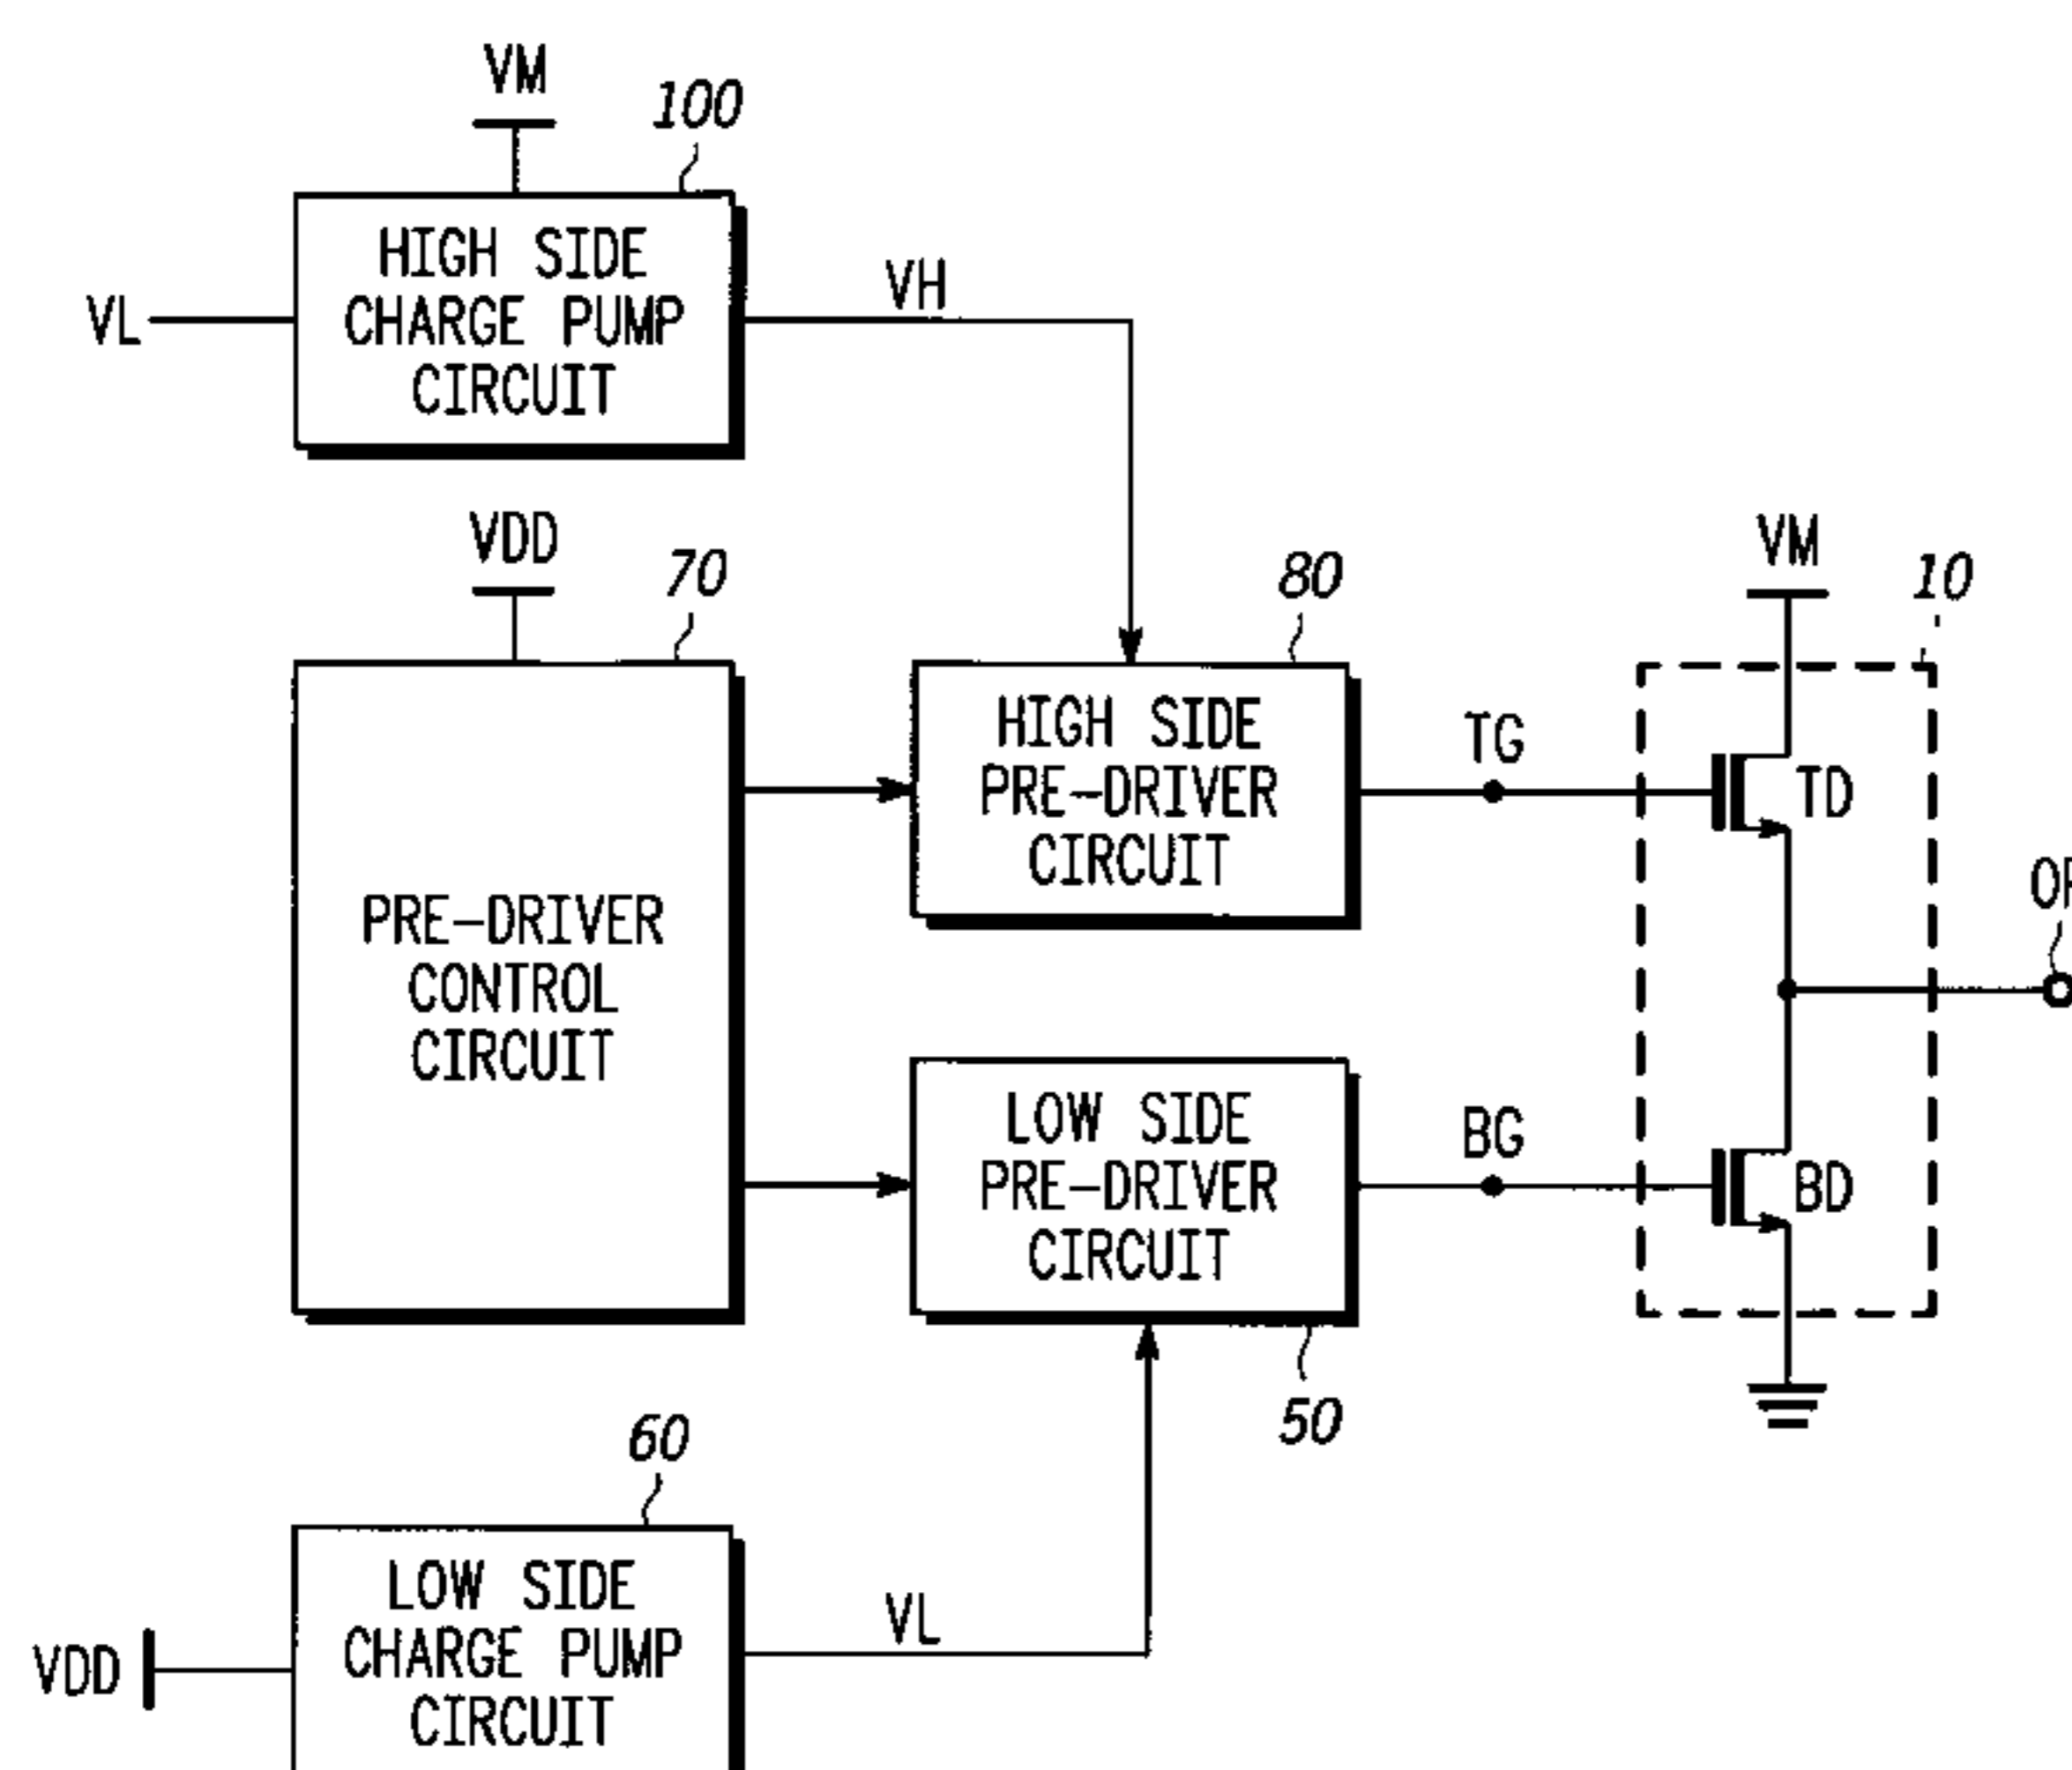 VM
100
HIGH SIDE
CHARGE PUMP
CIRCUIT
VL
VH
VDD
70
PRE-DRIVER
CONTROL
CIRCUIT
80
HIGH SIDE
PRE-DRIVER
CIRCUIT
TG
VM
10
TD
LOW SIDE
PRE-DRIVER
CIRCUIT
50
BG
BD
60
LOW SIDE
CHARGE PUMP
CIRCUIT
VDD
VL